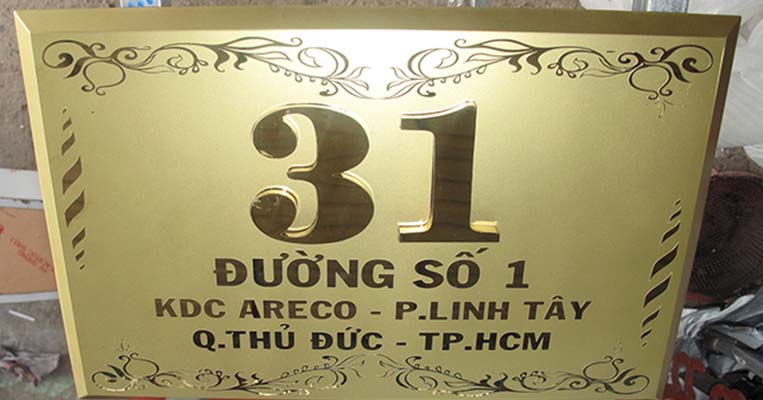 31
ĐƯỜNG SỐ 1
KDC ARECO - P.LINH TÂY
Q.THỦ ĐỨC - TP.HCM